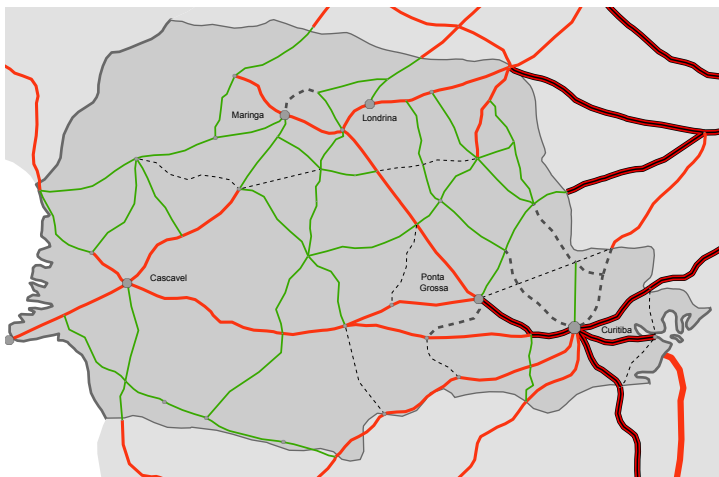 Maringa
Londrina
Cascavel
Ponta
Grossa
Curitiba